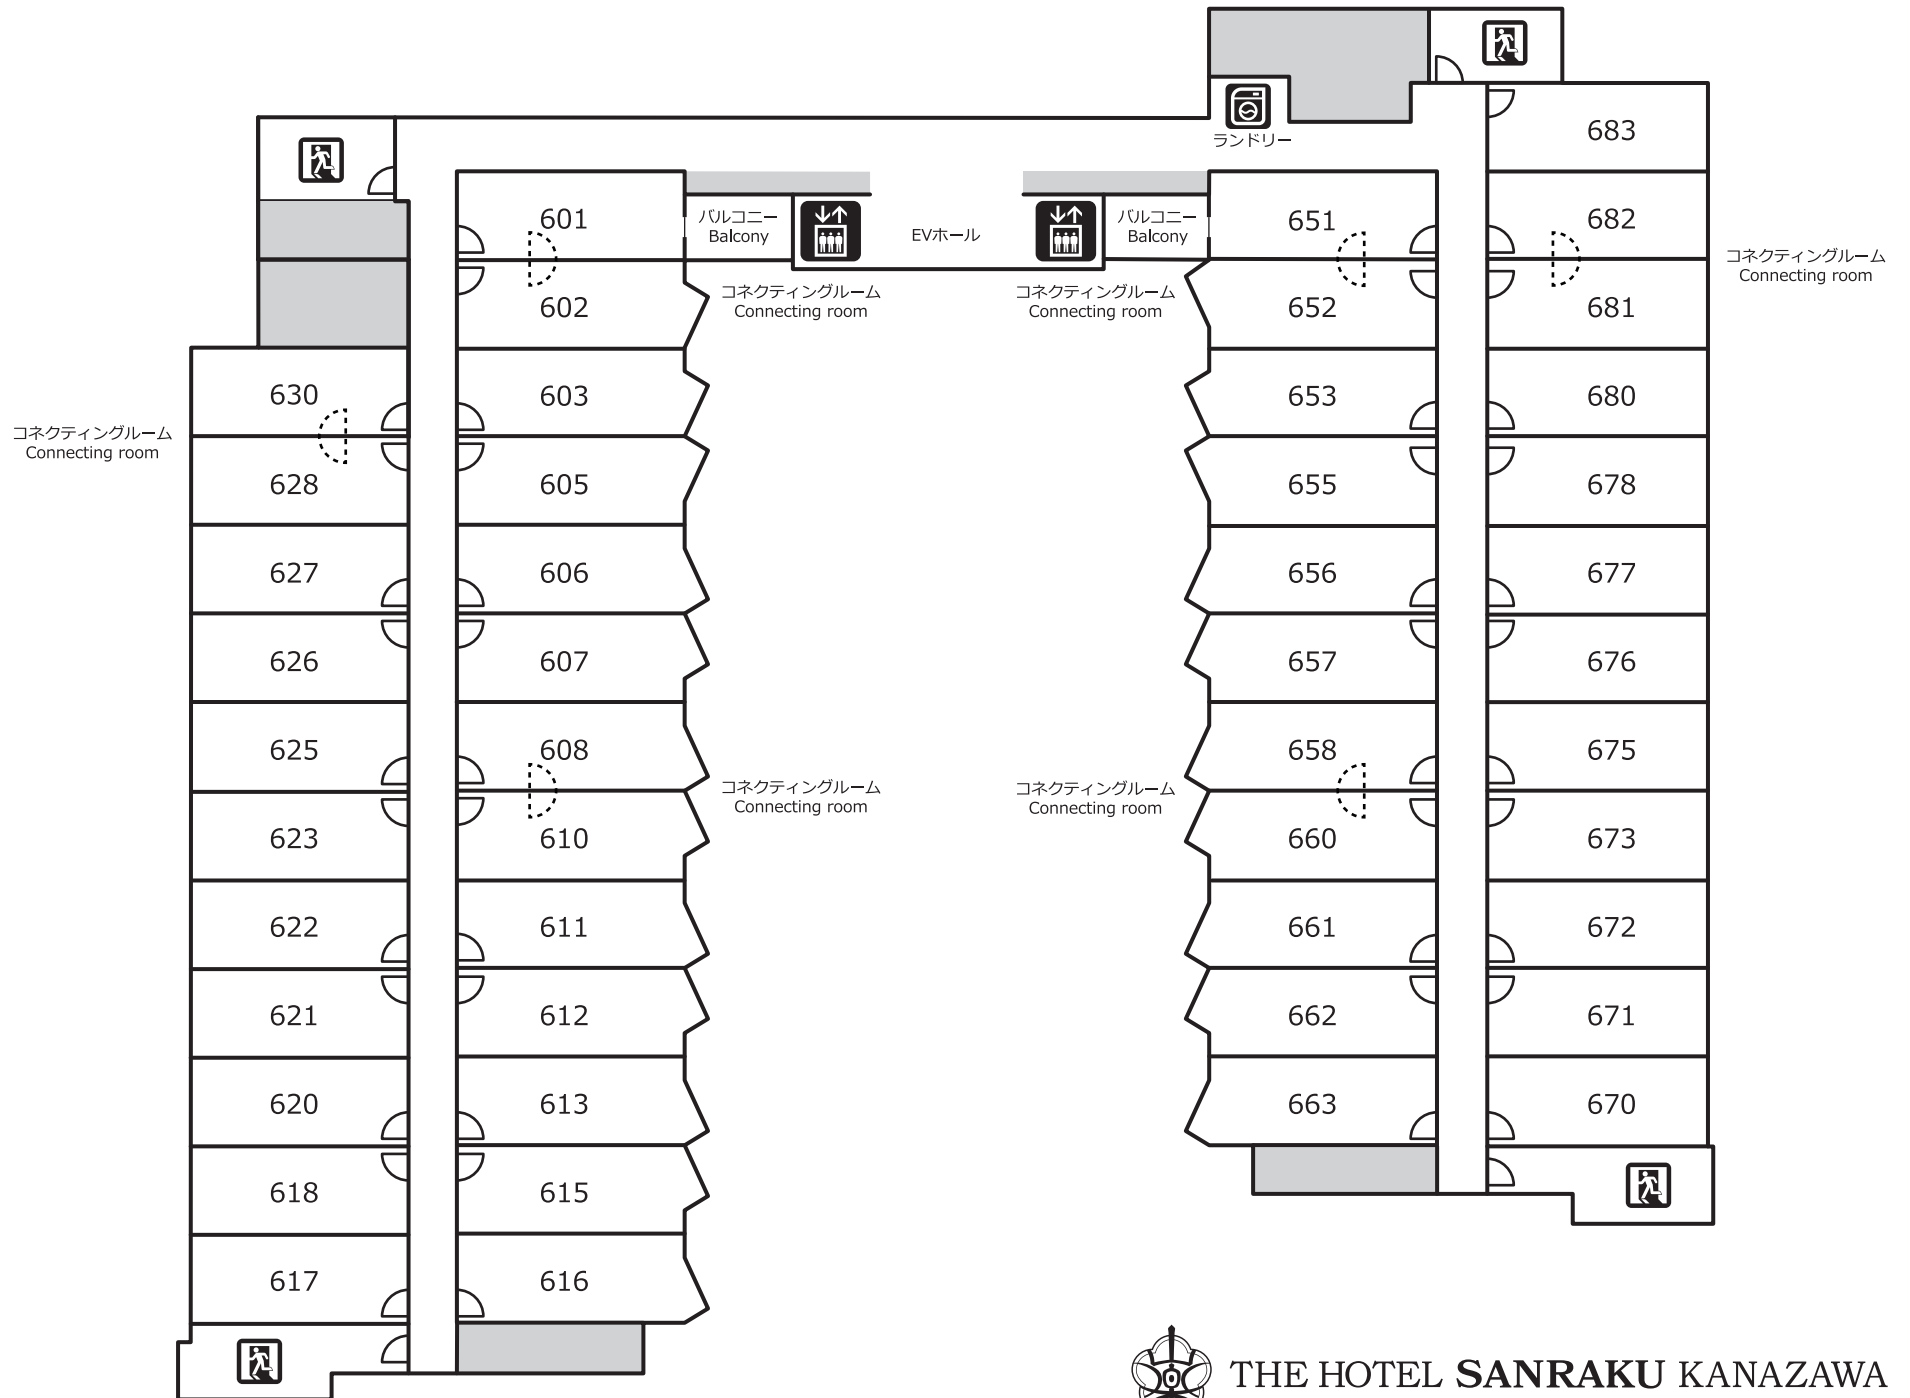 ランドリー
683
601
バルコニー
Balcony
EVホール
バルコニー
Balcony
651
682
コネクティングルーム
Connecting room
602
コネクティングルーム
Connecting room
コネクティングルーム
Connecting room
652
681
630
603
653
680
コネクティングルーム
Connecting room
628
605
655
678
627
606
656
677
626
607
657
676
625
608
658
675
コネクティングルーム
Connecting room
コネクティングルーム
Connecting room
623
610
660
673
622
611
661
672
621
612
662
671
620
613
663
670
618
615
617
616
THE HOTEL SANRAKU KANAZAWA